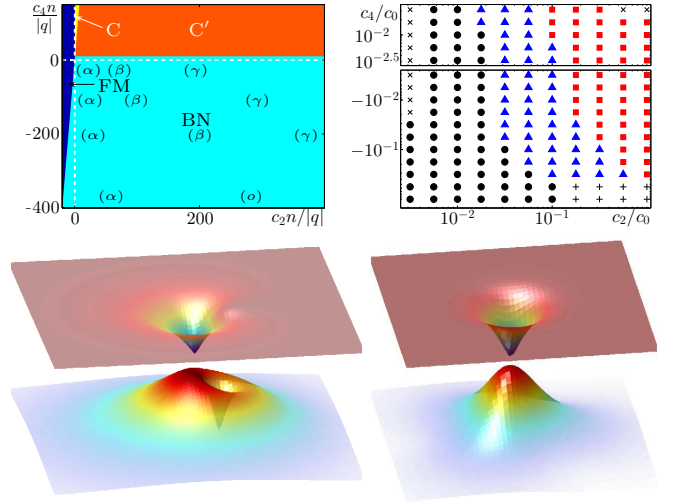 c₄n/|q|
C
C′
0
(α) (β) (γ)
FM
(α) (β) (γ)
BN
-200
(α) (β) (γ)
(α) (o)
-400
0
200
c₂n/|q|
c₄/c₀
10⁻²
10⁻²·⁵
−10⁻²
−10⁻¹
10⁻²
10⁻¹
c₂/c₀